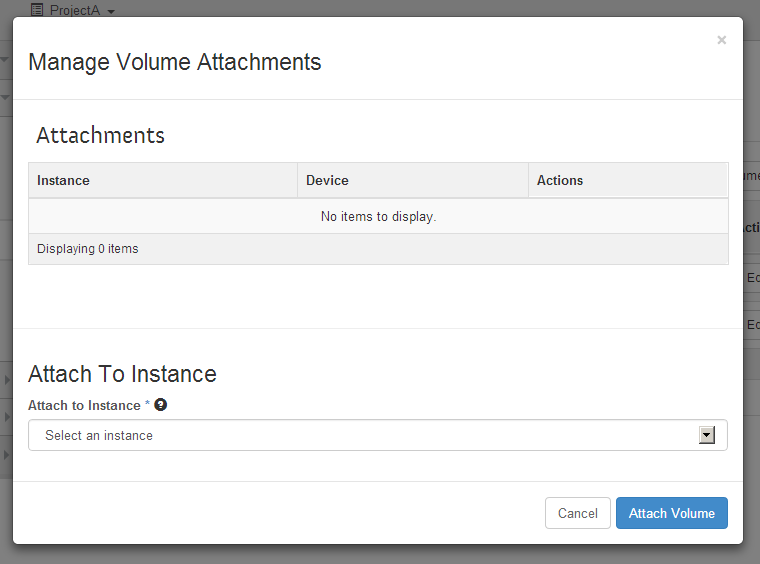 ProjectA
×
Manage Volume Attachments
Attachments
Instance Device Actions
No items to display.
Displaying 0 items
Attach To Instance
Attach to Instance *
Select an instance
Cancel Attach Volume